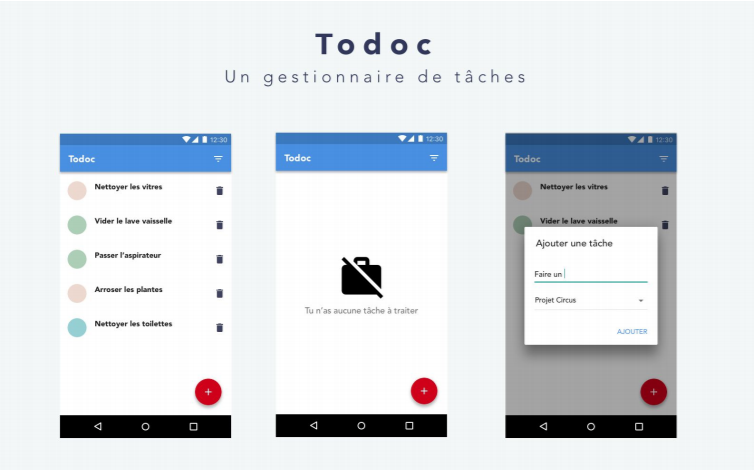 Todoc
Un gestionnaire de tâches
12:30
Todoc
Nettoyer les vitres
Vider le lave vaisselle
Passer l'aspirateur
Arroser les plantes
Nettoyer les toilettes
+
12:30
Todoc
Tu n'as aucune tâche à traiter
+
12:30
Todoc
Nettoyer les vitres
Vider le lave vaisselle
Ajouter une tâche
Faire un
Projet Circus
AJOUTER
+